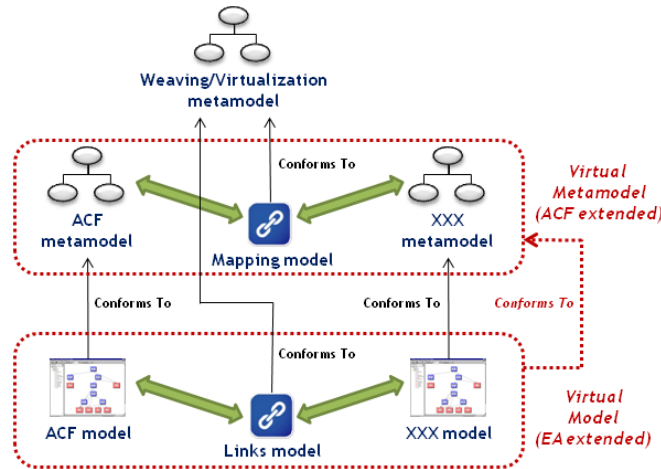 Weaving/Virtualization
metamodel
Conforms To
Virtual
Metamodel
(ACF extended)
ACF
metamodel
Mapping model
XXX
metamodel
Conforms To
Conforms To
Conforms To
Conforms To
ACF model
Links model
XXX model
Virtual
Model
(EA extended)